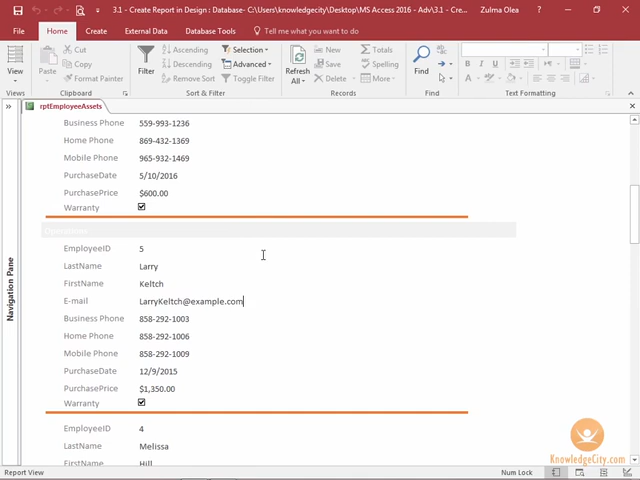 3.1 - Create Report in Design : Database- C:\Users\knowledgecity\Desktop\MS Access 2016 - Adv\3.1 - Cre...
Zulma Olea
File Home Create External Data Database Tools Tell me what you want to do
View
Views
Paste
Cut
Copy
Format Painter
Clipboard
Filter
Ascending
Descending
Remove Sort
Selection
Advanced
Toggle Filter
Sort & Filter
Refresh
All
New
Save
Delete
Totals
Spelling
More
Records
Find
Find
B I U
A
Text Formatting
rptEmployeeAssets
Navigation Pane
Business Phone 559-993-1236
Home Phone 869-432-1369
Mobile Phone 965-932-1469
PurchaseDate 5/10/2016
PurchasePrice $600.00
Warranty
Operations
EmployeeID 5
LastName Larry
FirstName Keltch
E-mail LarryKeltch@example.com
Business Phone 858-292-1003
Home Phone 858-292-1006
Mobile Phone 858-292-1009
PurchaseDate 12/9/2015
PurchasePrice $1,350.00
Warranty
EmployeeID 4
LastName Melissa
FirstName Hill
KnowledgeCity.com
Report View
Num Lock